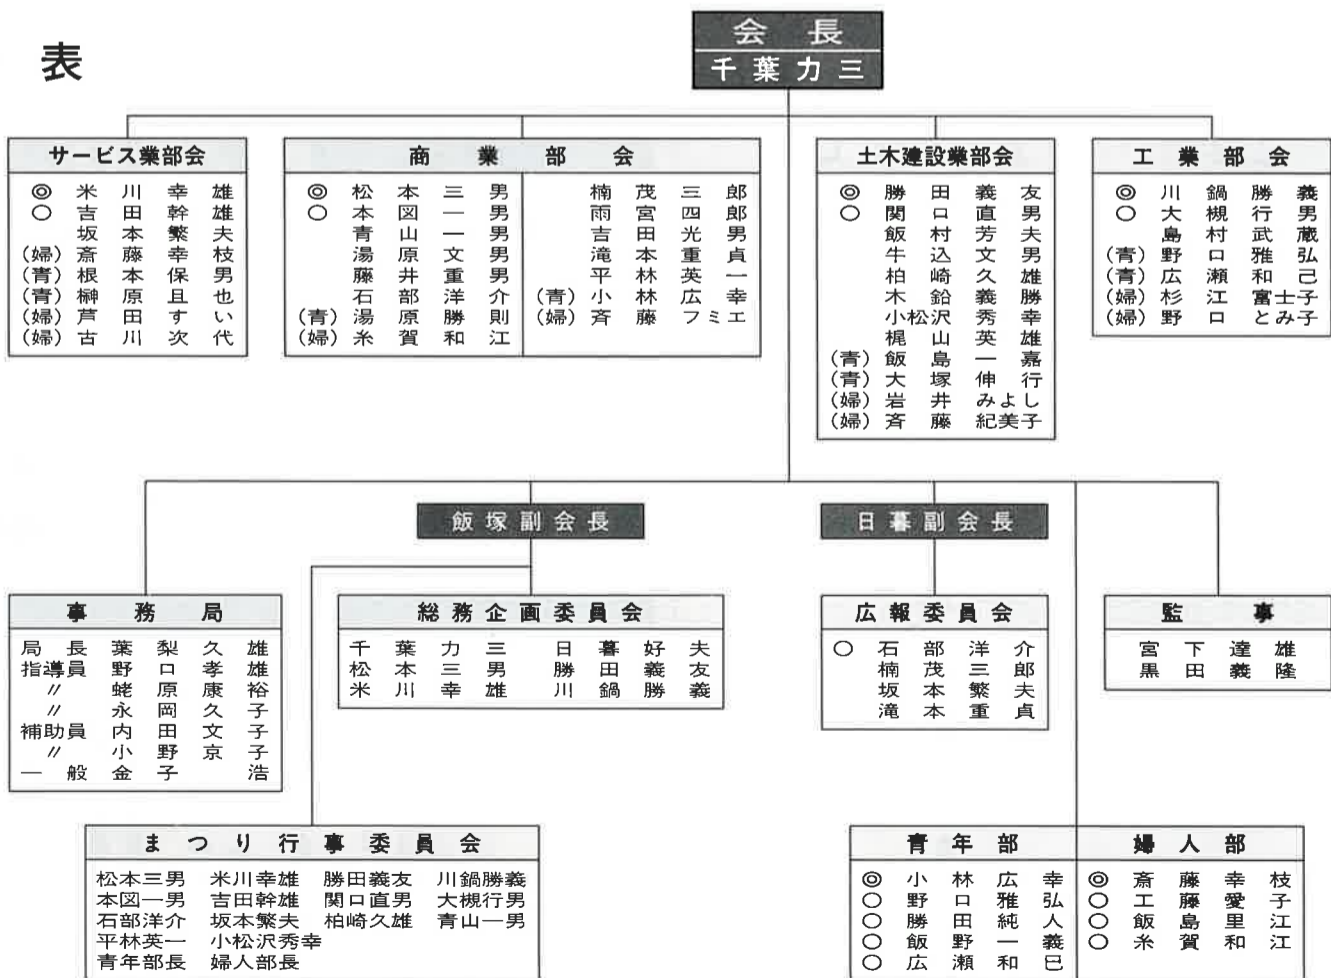 表
会長
千葉力三
サービス業部会
◎ 米川幸雄
○ 吉田幹雄
坂本繁夫
(婦) 斎藤幸枝
(青) 根本保男
(青) 榊原且也
(婦) 芦田すい
(婦) 古川次代
商業部会
◎ 松本三男
○ 本図一男
青山一男
湯原文男
藤井重男
石部洋介
(青) 湯原勝則
(婦) 糸賀和江
楠茂三郎
雨宮四郎
吉田光男
滝本重貞
平林英一
(青) 小林広幸
(婦) 斉藤フミエ
土木建設業部会
◎ 勝田義友
○ 関口直男
飯村芳夫
牛込文男
柏崎久雄
木鉛義勝
小松沢秀幸
梶山英雄
(青) 飯島一嘉
(青) 大塚伸行
(婦) 岩井みよし
(婦) 斉藤紀美子
工業部会
◎ 川鍋勝義
○ 大槻行男
島村武蔵
(青) 野口雅弘
(青) 広瀬和己
(婦) 杉江富士子
(婦) 野口とみ子
飯塚副会長
日暮副会長
事務局
局長 葉梨久雄
指導員 野口孝雄
〃 蛯原康裕
〃 永岡久子
補助員 内田文子
〃 小野京子
一般 金子浩
総務企画委員会
千葉力三 日暮好夫
松本三男 勝田義友
米川幸雄 川鍋勝義
広報委員会
○ 石部洋介
楠茂三郎
坂本繁夫
滝本重貞
監事
宮下達雄
黒田義隆
まつり行事委員会
松本三男 米川幸雄 勝田義友 川鍋勝義
本図一男 吉田幹雄 関口直男 大槻行男
石部洋介 坂本繁夫 柏崎久雄 青山一男
平林英一 小松沢秀幸
青年部長 婦人部長
青年部
◎ 小林広幸
○ 野口雅弘
○ 勝田純人
○ 飯野一義
○ 広瀬和巳
婦人部
◎ 斎藤幸枝
○ 工藤愛子
○ 飯島里江
○ 糸賀和江